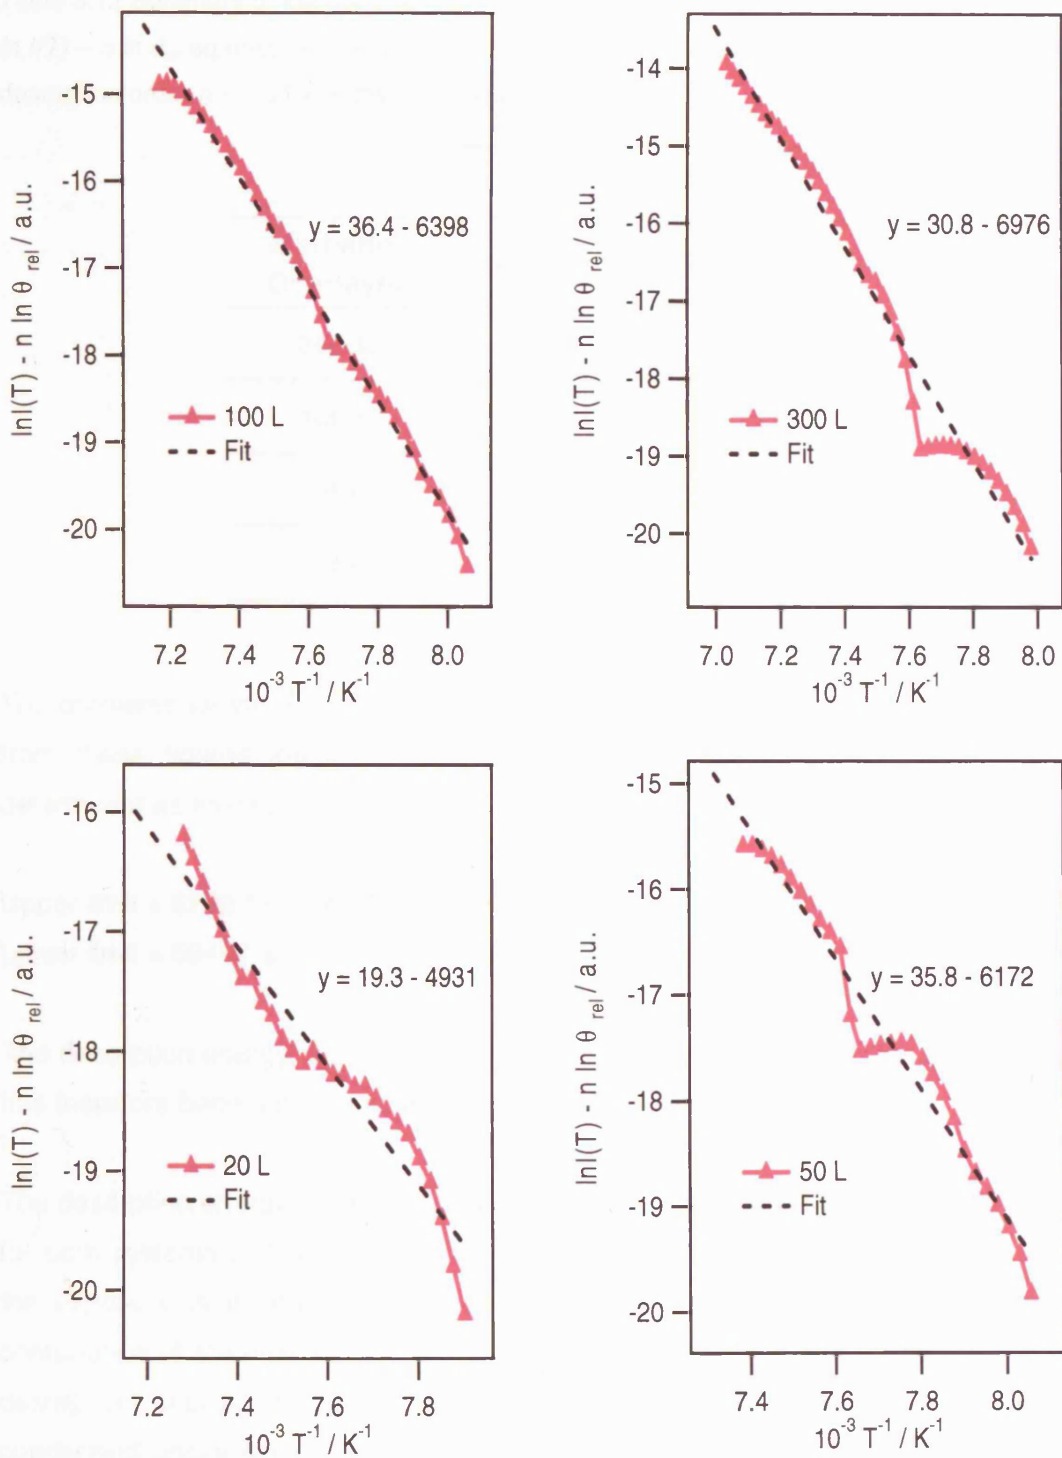 -15
-16
-17
-18
-19
-20
lnI(T) - n ln θ rel / a.u.
y = 36.4 - 6398
100 L
Fit
7.2 7.4 7.6 7.8 8.0
10-3 T-1 / K-1
-14
-15
-16
-17
-18
-19
-20
lnI(T) - n ln θ rel / a.u.
y = 30.8 - 6976
300 L
Fit
7.0 7.2 7.4 7.6 7.8 8.0
10-3 T-1 / K-1
-16
-17
-18
-19
-20
lnI(T) - n ln θ rel / a.u.
y = 19.3 - 4931
20 L
Fit
7.2 7.4 7.6 7.8
10-3 T-1 / K-1
-15
-16
-17
-18
-19
-20
lnI(T) - n ln θ rel / a.u.
y = 35.8 - 6172
50 L
Fit
7.4 7.6 7.8 8.0
10-3 T-1 / K-1